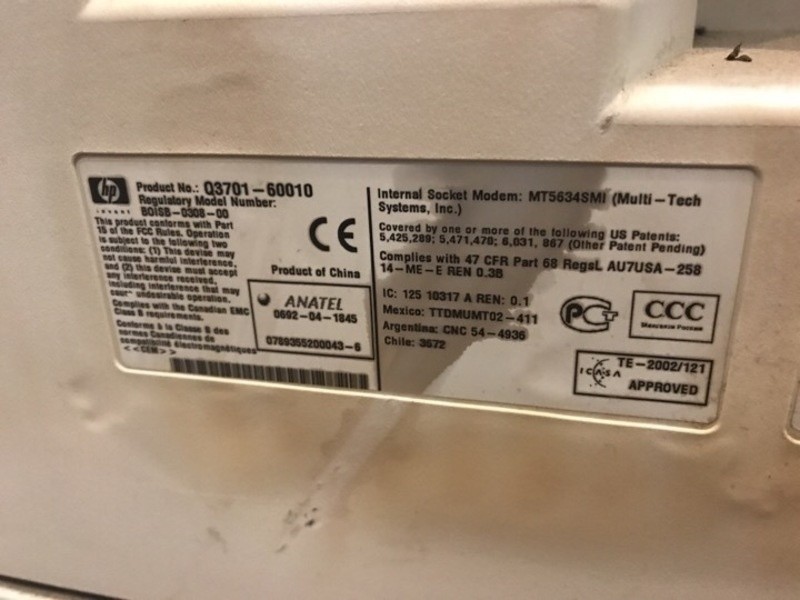 hp
invent
Product No.: Q3701-60010
Regulatory Model Number:
BOISB-0308-00
This product conforms with Part
15 of the FCC Rules. Operation
is subject to the following two
conditions: (1) This device may
not cause harmful interference,
and (2) this device must accept
any interference received,
including interference that may
cause undesirable operation.
Complies with the Canadian EMC
Class B requirements.
Conforme à la Classe B des
normes Canadiennes de
compatibilité électromagnétiques
<<CEM>>
CE
Product of China
ANATEL
0692-04-1845
0789355200043-6
Internal Socket Modem: MT5634SMI (Multi-Tech
Systems, Inc.)
Covered by one or more of the following US Patents:
5,425,289; 5,471,470; 6,031, 867 (Other Patent Pending)
Complies with 47 CFR Part 68 RegsL AU7USA-258
14-ME-E REN 0.3B
IC: 125 10317 A REN: 0.1
Mexico: TTDMUMT02-411
Argentina: CNC 54-4936
Chile: 3672
РСТ
CCC
ICASA
TE-2002/121
APPROVED